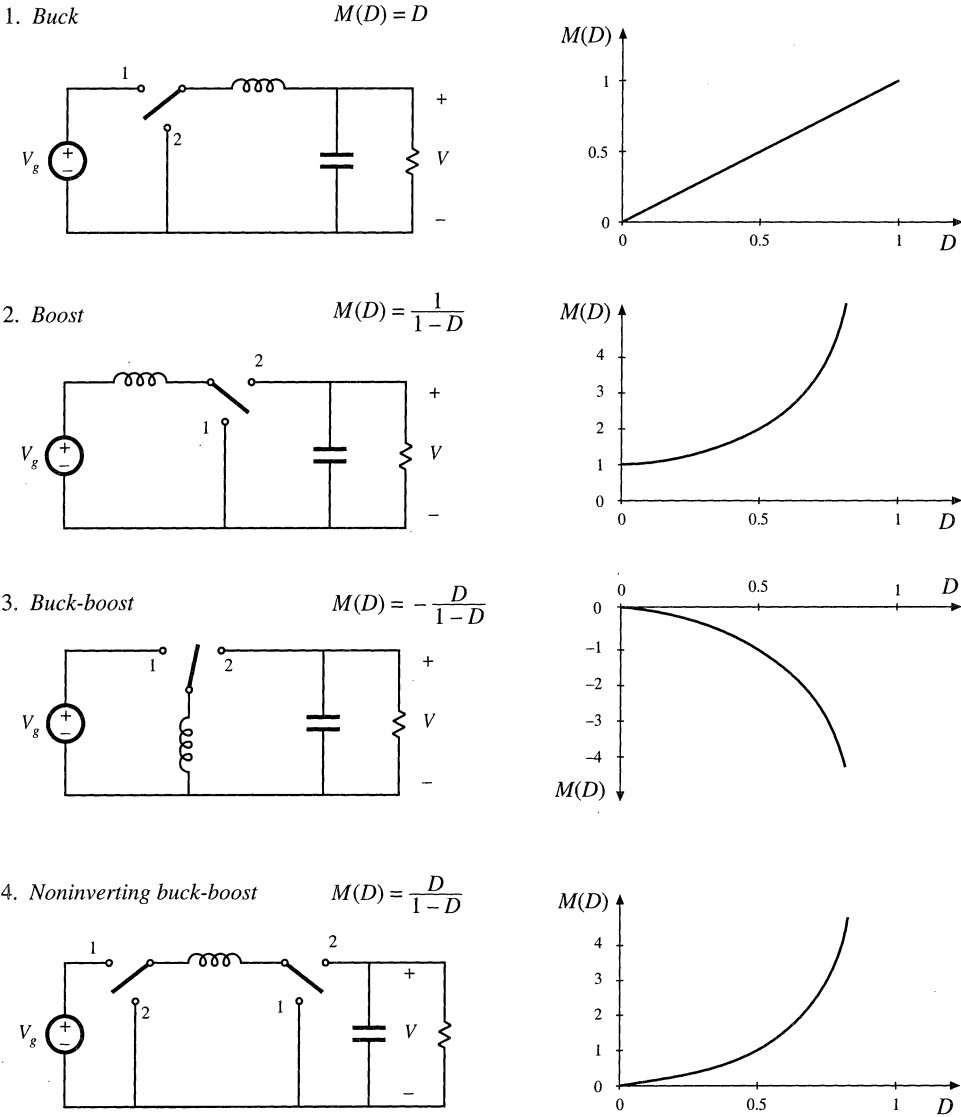 1. Buck
M(D) = D
1
2
V_g
+
−
+
V
−
M(D)
1
0.5
0
0
0.5
1
D
2. Boost
M(D) = 1 / (1 − D)
2
1
V_g
+
−
+
V
−
M(D)
4
3
2
1
0
0
0.5
1
D
3. Buck-boost
M(D) = − D / (1 − D)
1
2
V_g
+
−
+
V
−
0
0.5
1
D
0
−1
−2
−3
−4
M(D)
4. Noninverting buck-boost
M(D) = D / (1 − D)
1
2
2
1
V_g
+
−
+
V
−
M(D)
4
3
2
1
0
0
0.5
1
D